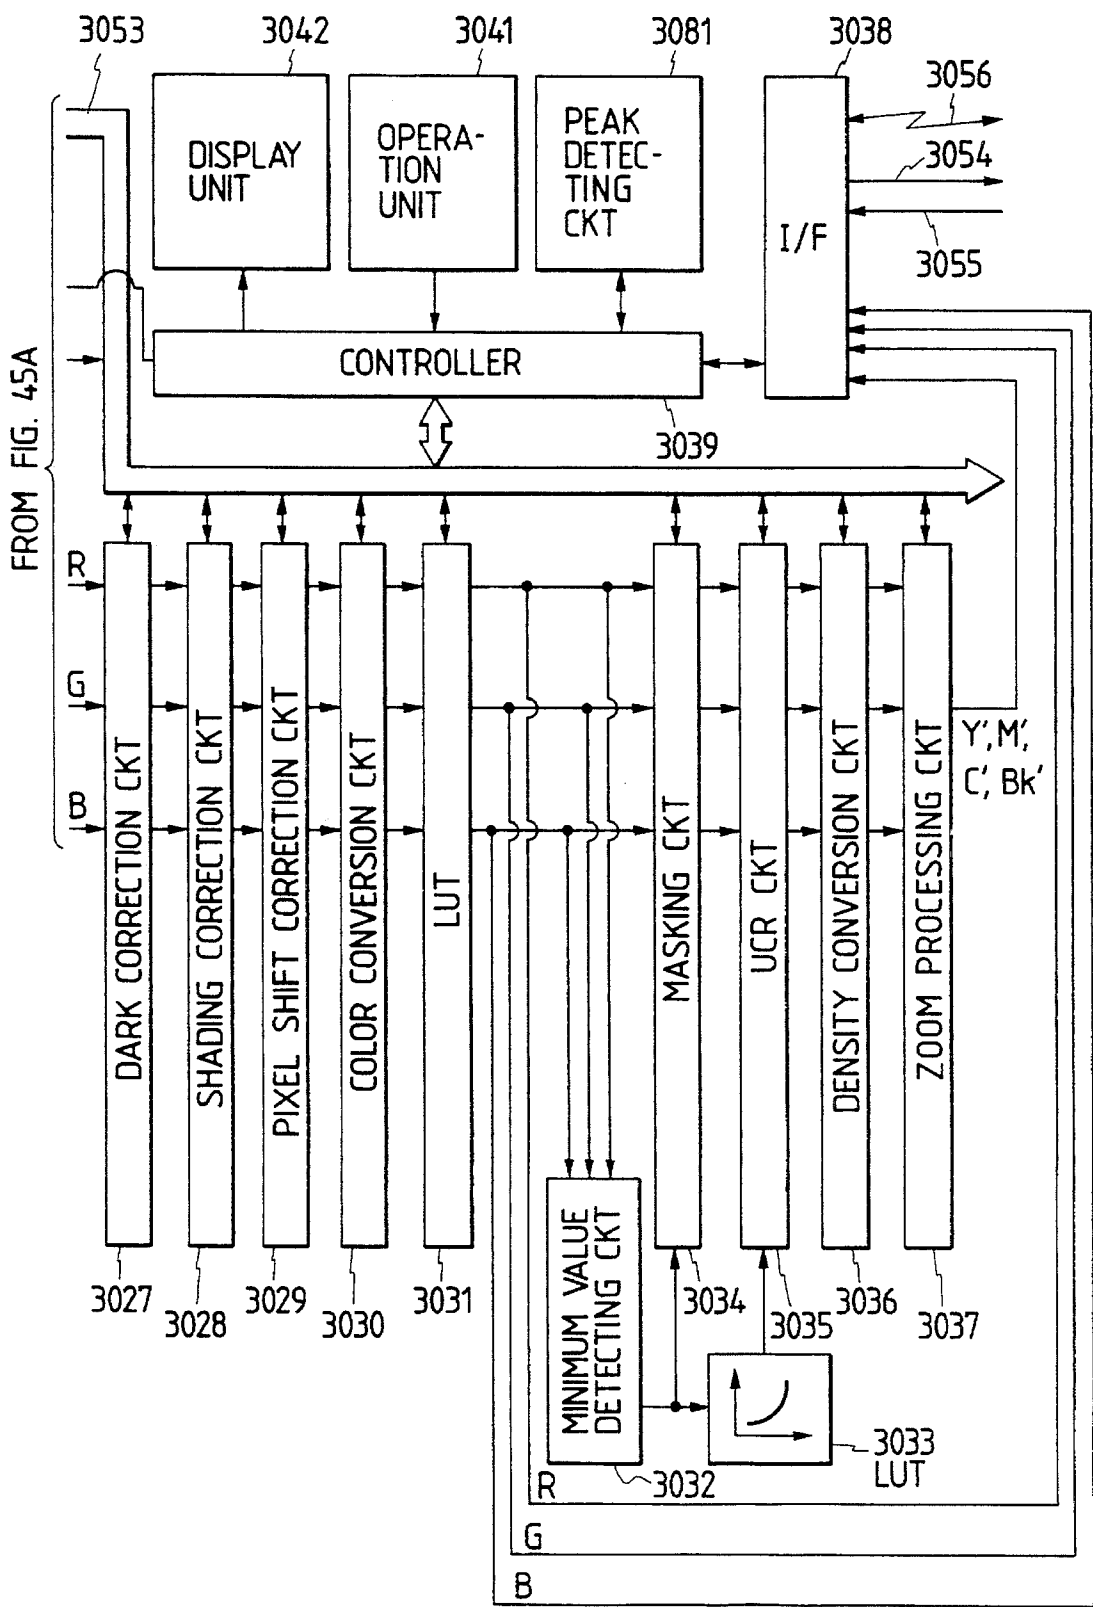 3053
3042
3041
3081
3038
3056
3054
3055
DISPLAY
UNIT
OPERA-
TION
UNIT
PEAK
DETEC-
TING
CKT
I/F
CONTROLLER
3039
FROM FIG. 45A
R
G
B
DARK CORRECTION CKT
SHADING CORRECTION CKT
PIXEL SHIFT CORRECTION CKT
COLOR CONVERSION CKT
LUT
MASKING CKT
UCR CKT
DENSITY CONVERSION CKT
ZOOM PROCESSING CKT
Y', M',
C', Bk'
MINIMUM VALUE
DETECTING CKT
3027
3028
3029
3030
3031
3034
3035
3036
3037
3032
3033
LUT
R
G
B